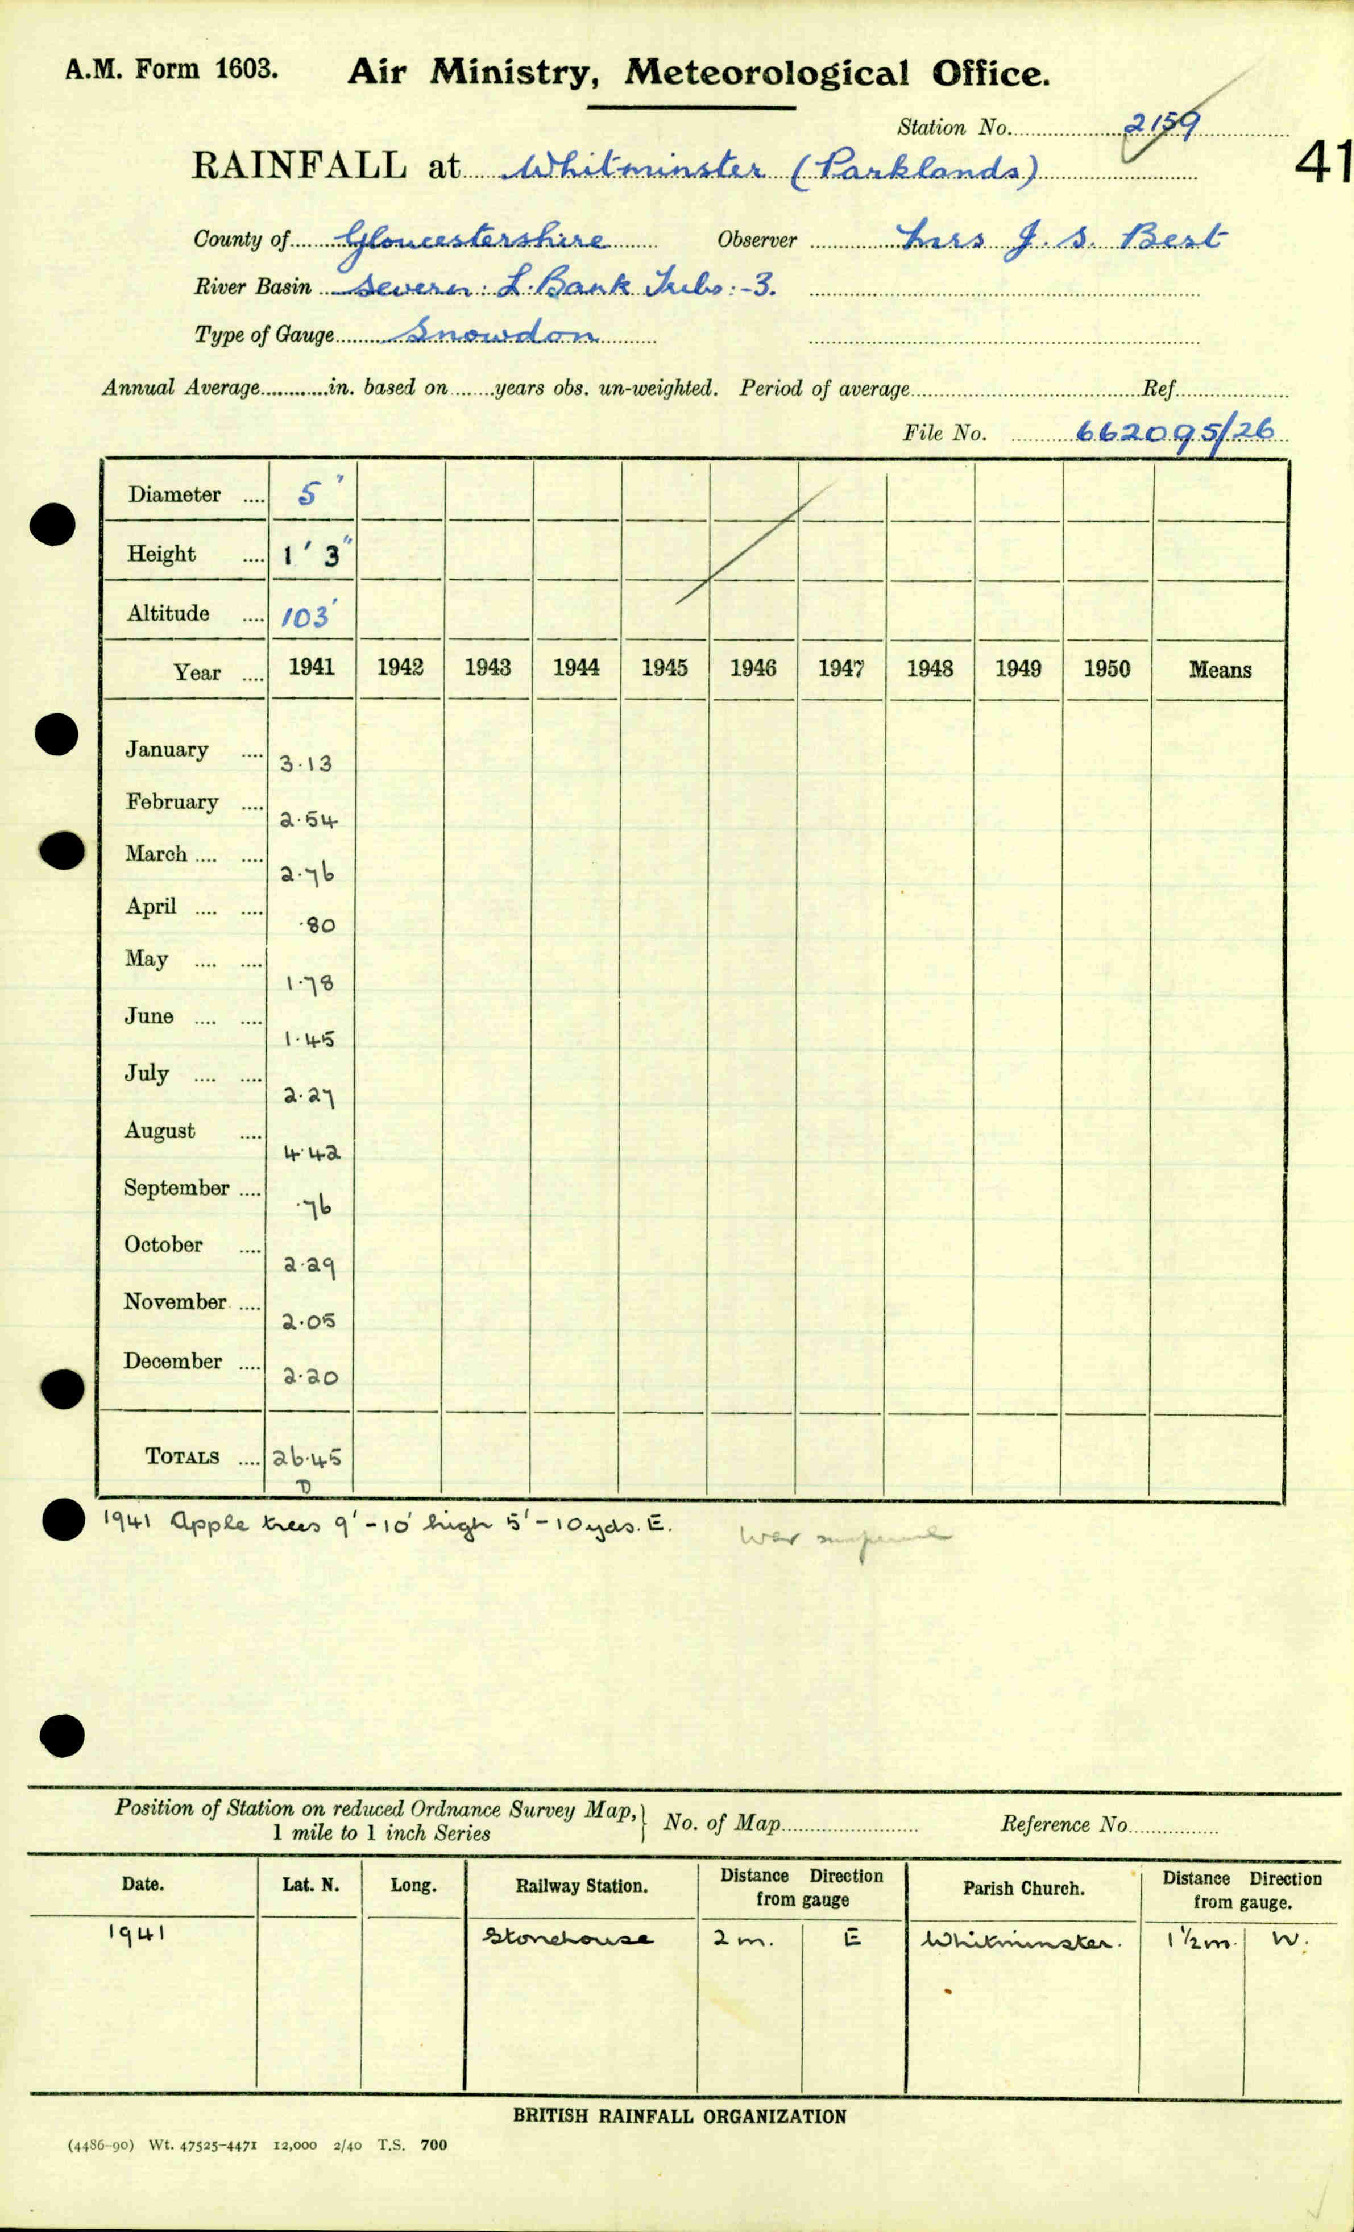 A.M. Form 1603. Air Ministry, Meteorological Office.
Station No. 2159
41
RAINFALL at Whitminster (Parklands)
County of Gloucestershire Observer Mrs J. S. Best
River Basin Severn: L. Bank Tribs:-3.
Type of Gauge Snowdon
Annual Average............in. based on........years obs. un-weighted. Period of average Ref.
File No. 662095/26
Diameter .... 5"
Height .... 1' 3"
Altitude .... 103'
Year .... 1941 1942 1943 1944 1945 1946 1947 1948 1949 1950 Means
January .... 3.13
February .... 2.54
March .... .... 2.76
April .... .... .80
May .... .... 1.78
June .... .... 1.45
July .... .... 2.27
August .... 4.42
September .... .76
October .... 2.29
November .... 2.05
December .... 2.20
TOTALS .... 26.45
D
1941 Apple trees 9'-10' high 5'-10yds. E. War
Position of Station on reduced Ordnance Survey Map, 1 mile to 1 inch Series } No. of Map Reference No.
Date. Lat. N. Long. Railway Station. Distance Direction from gauge Parish Church. Distance Direction from gauge.
1941 Stonehouse 2 m. E Whitminster. 1½m. W.
BRITISH RAINFALL ORGANIZATION
(4486-90) Wt. 47525-4471 12,000 2/40 T.S. 700